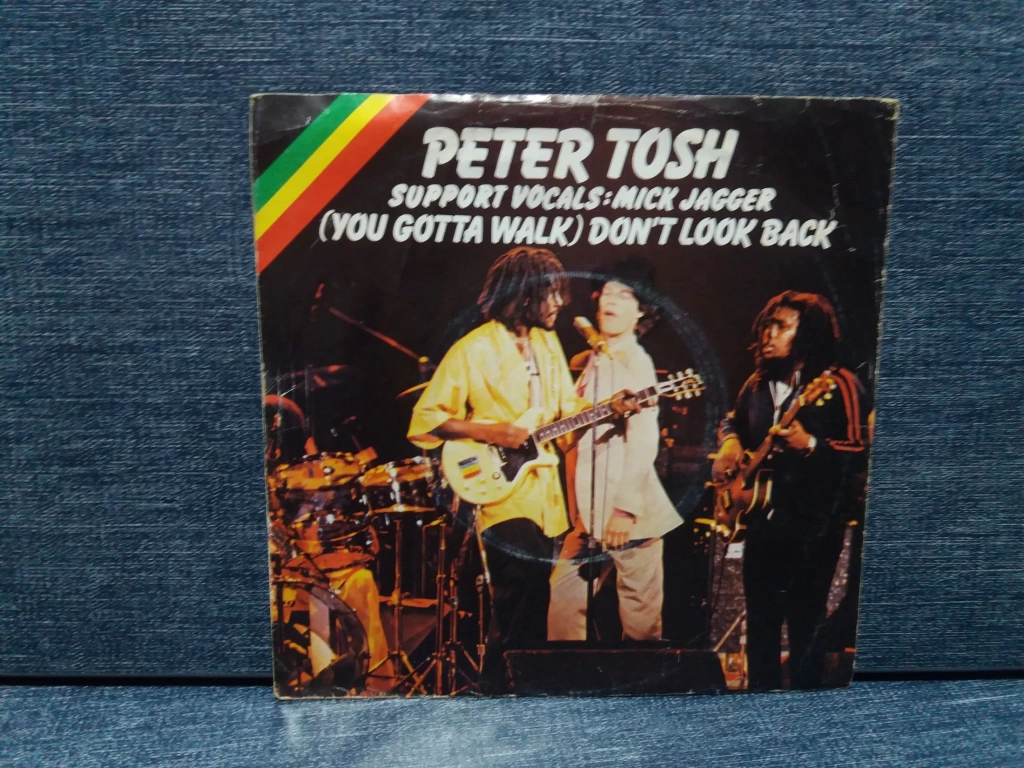 PETER TOSH
SUPPORT VOCALS: MICK JAGGER
(YOU GOTTA WALK) DON'T LOOK BACK